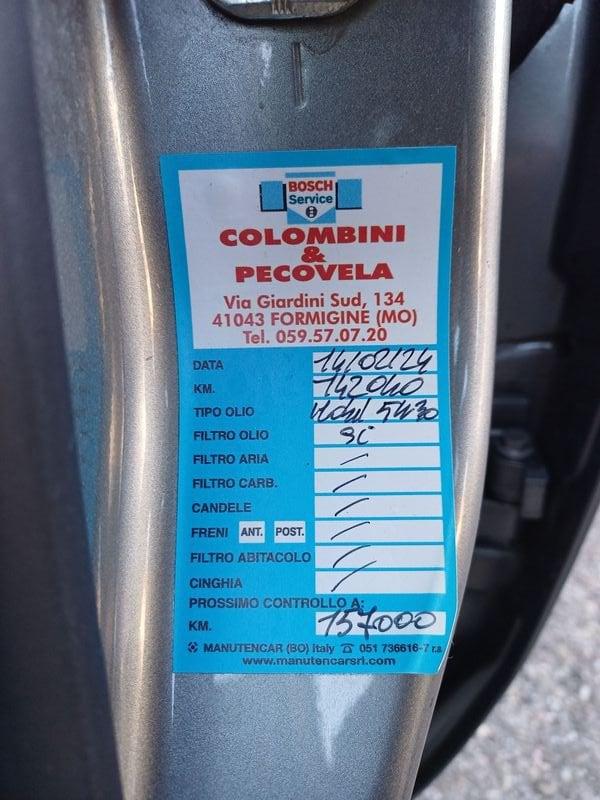 BOSCH
Service
COLOMBINI
&
PECOVELA
Via Giardini Sud, 134
41043 FORMIGINE (MO)
Tel. 059.57.07.20
DATA 14/02/24
KM. 142040
TIPO OLIO 5W30
FILTRO OLIO
FILTRO ARIA /
FILTRO CARB. /
CANDELE /
FRENI ANT. POST. /
FILTRO ABITACOLO /
CINGHIA /
PROSSIMO CONTROLLO A:
KM. 157000
MANUTENCAR (BO) Italy ☎ 051 736616-7 r.a
www.manutencarsrl.com